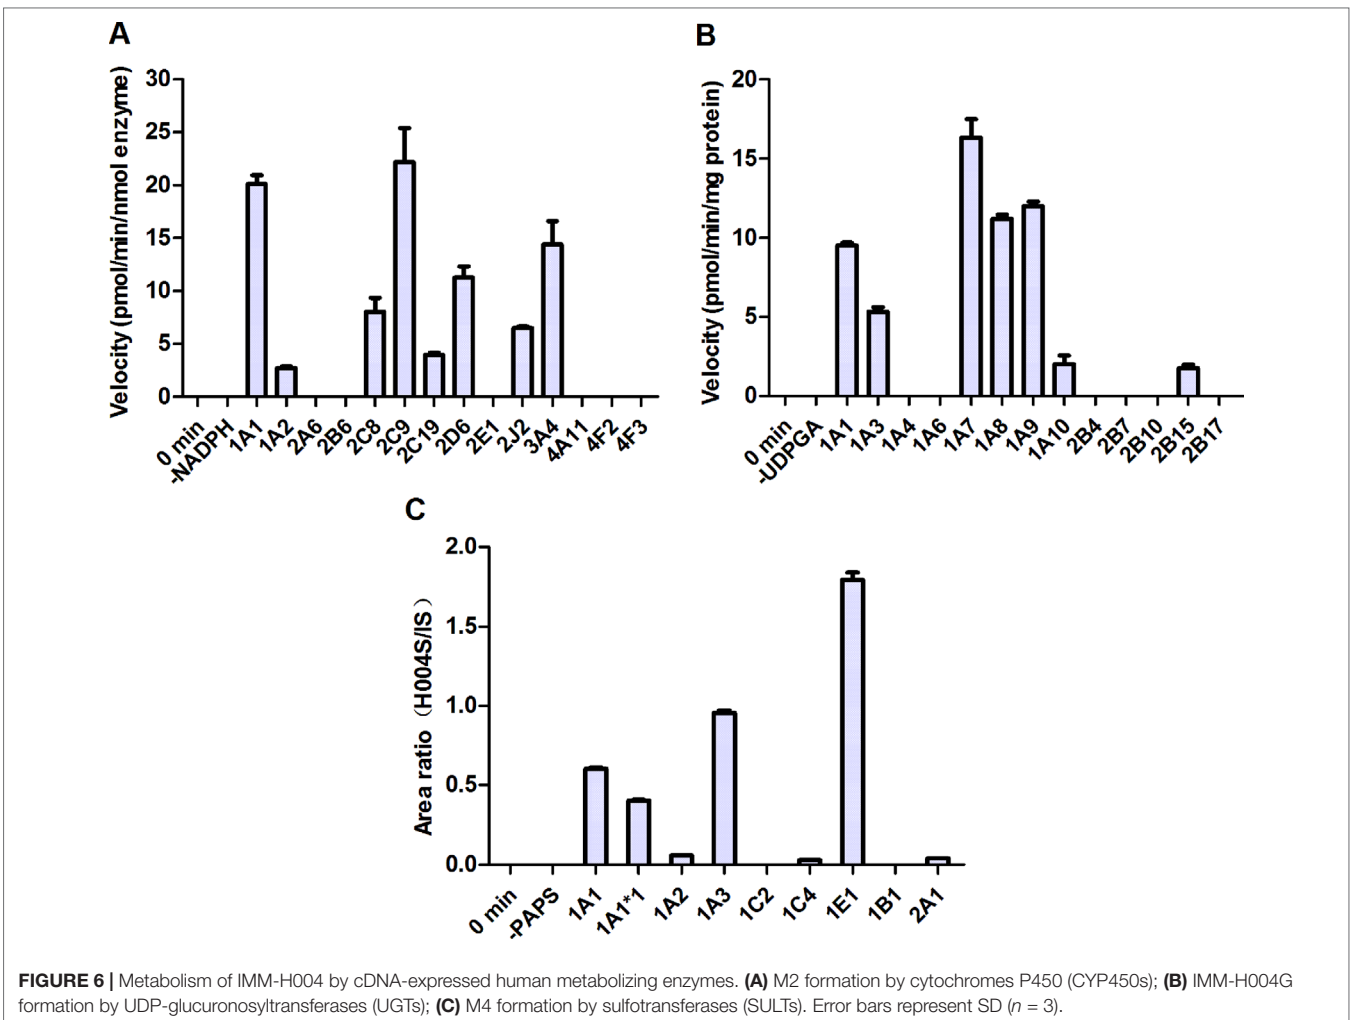 A
Velocity (pmol/min/nmol enzyme)
30
25
20
15
10
5
0
0 min
-NADPH
1A1
1A2
2A6
2B6
2C8
2C9
2C19
2D6
2E1
2J2
3A4
4A11
4F2
4F3
B
Velocity (pmol/min/mg protein)
20
15
10
5
0
0 min
-UDPGA
1A1
1A3
1A4
1A6
1A7
1A8
1A9
1A10
2B4
2B7
2B10
2B15
2B17
C
Area ratio（H004S/IS）
2.0
1.5
1.0
0.5
0.0
0 min
-PAPS
1A1
1A1*1
1A2
1A3
1C2
1C4
1E1
1B1
2A1
FIGURE 6 | Metabolism of IMM-H004 by cDNA-expressed human metabolizing enzymes. (A) M2 formation by cytochromes P450 (CYP450s); (B) IMM-H004G
formation by UDP-glucuronosyltransferases (UGTs); (C) M4 formation by sulfotransferases (SULTs). Error bars represent SD (n = 3).